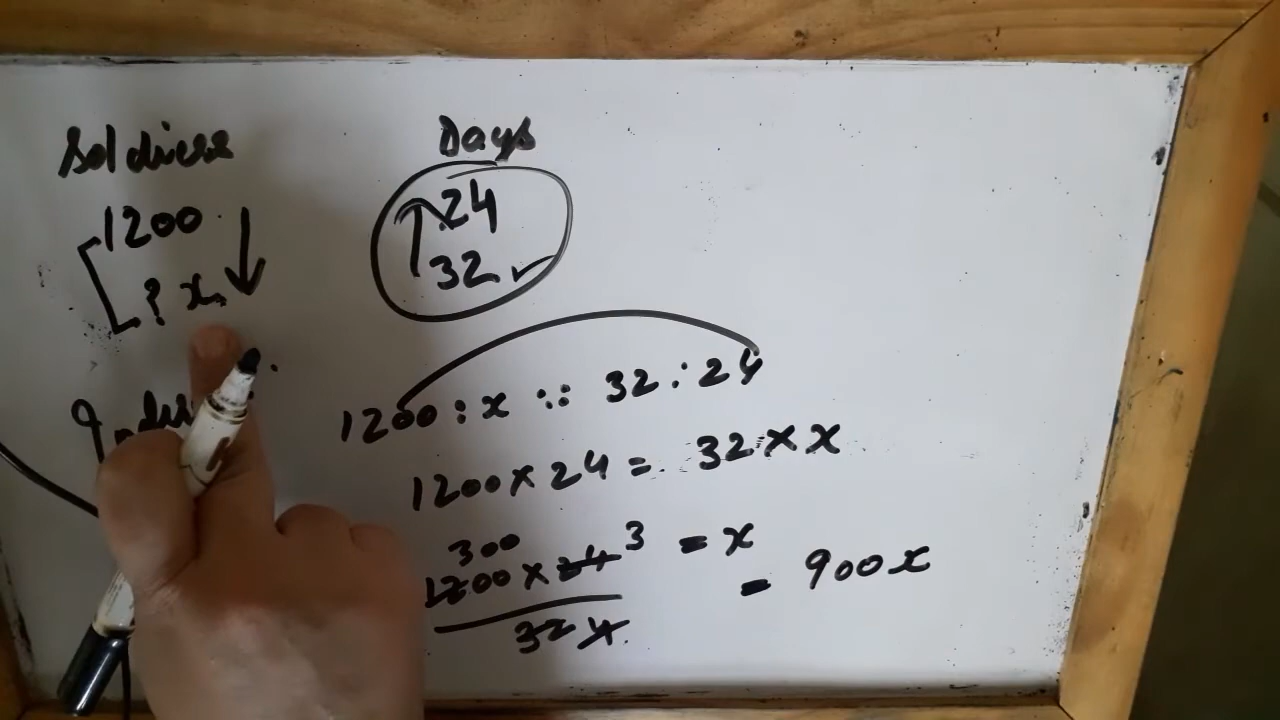 Soldiers Days
1200 24
? x 32
1200 : x :: 32 : 24
1200 x 24 = 32 x x
300 3
1200 x 24 = x
32 4
= 900 x